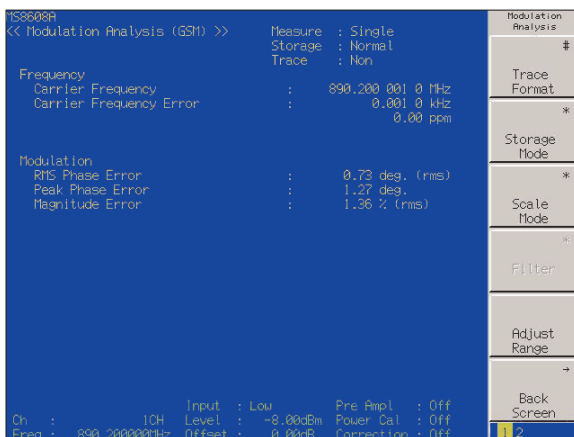 MS8608A
<< Modulation Analysis (GSM) >> Measure : Single
Storage : Normal
Trace : Non
Frequency
Carrier Frequency : 890.200 001 0 MHz
Carrier Frequency Error : 0.001 0 kHz
0.00 ppm
Modulation
RMS Phase Error : 0.73 deg. (rms)
Peak Phase Error : 1.27 deg.
Magnitude Error : 1.36 % (rms)
Input : Low Pre Ampl : Off
Ch : 1CH Level : -8.00dBm Power Cal : Off
Freq : 890.200000MHz Offset : 0.00dB Correction : Off
Modulation
Analysis
#
Trace
Format
*
Storage
Mode
*
Scale
Mode
*
Filter
Adjust
Range
→
Back
Screen
1 2